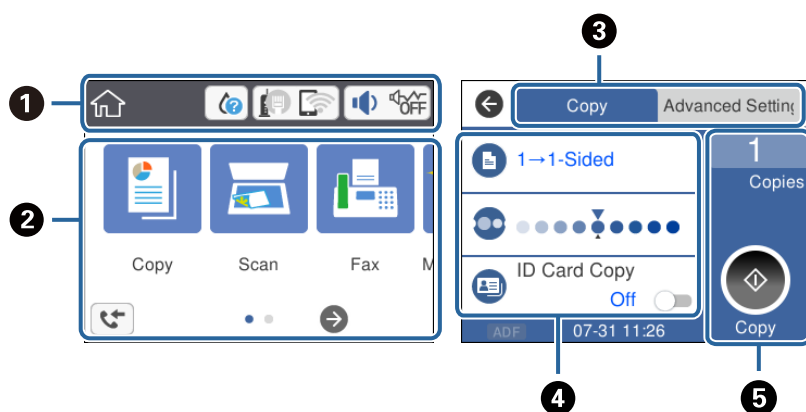 1
OFF
2
Copy
Scan
Fax
M
3
Copy
Advanced Setting
1→1-Sided
ID Card Copy
Off
ADF
07-31 11:26
1
Copies
Copy
4
5